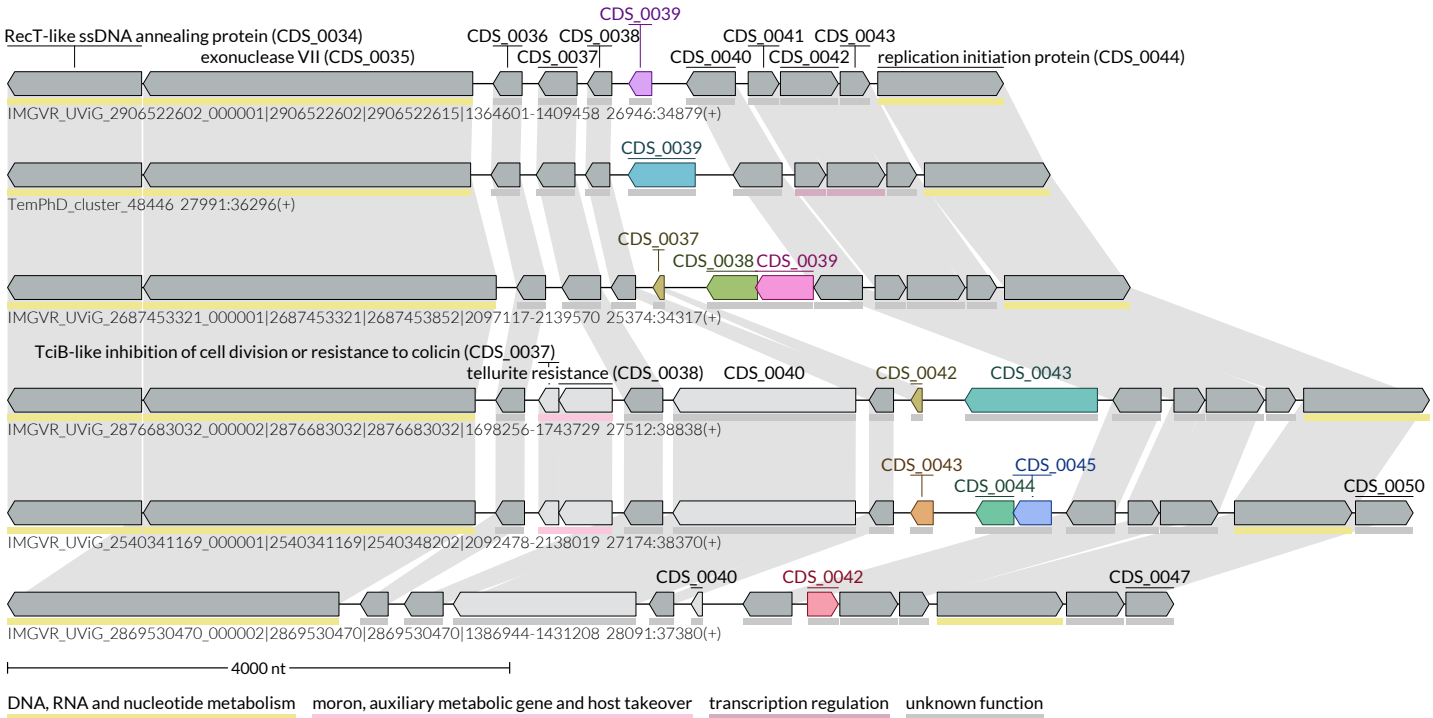 CDS_0039
RecT-like ssDNA annealing protein (CDS_0034) CDS_0036 CDS_0038 CDS_0041 CDS_0043
exonuclease VII (CDS_0035) CDS_0037 CDS_0040 CDS_0042 replication initiation protein (CDS_0044)
IMGVR_UViG_2906522602_000001|2906522602|2906522615|1364601-1409458 26946:34879(+)
CDS_0039
TemPhD_cluster_48446 27991:36296(+)
CDS_0037
CDS_0038 CDS_0039
IMGVR_UViG_2687453321_000001|2687453321|2687453852|2097117-2139570 25374:34317(+)
TciB-like inhibition of cell division or resistance to colicin (CDS_0037)
tellurite resistance (CDS_0038) CDS_0040 CDS_0042 CDS_0043
IMGVR_UViG_2876683032_000002|2876683032|2876683032|1698256-1743729 27512:38838(+)
CDS_0043 CDS_0045
CDS_0044 CDS_0050
IMGVR_UViG_2540341169_000001|2540341169|2540348202|2092478-2138019 27174:38370(+)
CDS_0040 CDS_0042 CDS_0047
IMGVR_UViG_2869530470_000002|2869530470|2869530470|1386944-1431208 28091:37380(+)
4000 nt
DNA, RNA and nucleotide metabolism moron, auxiliary metabolic gene and host takeover transcription regulation unknown function